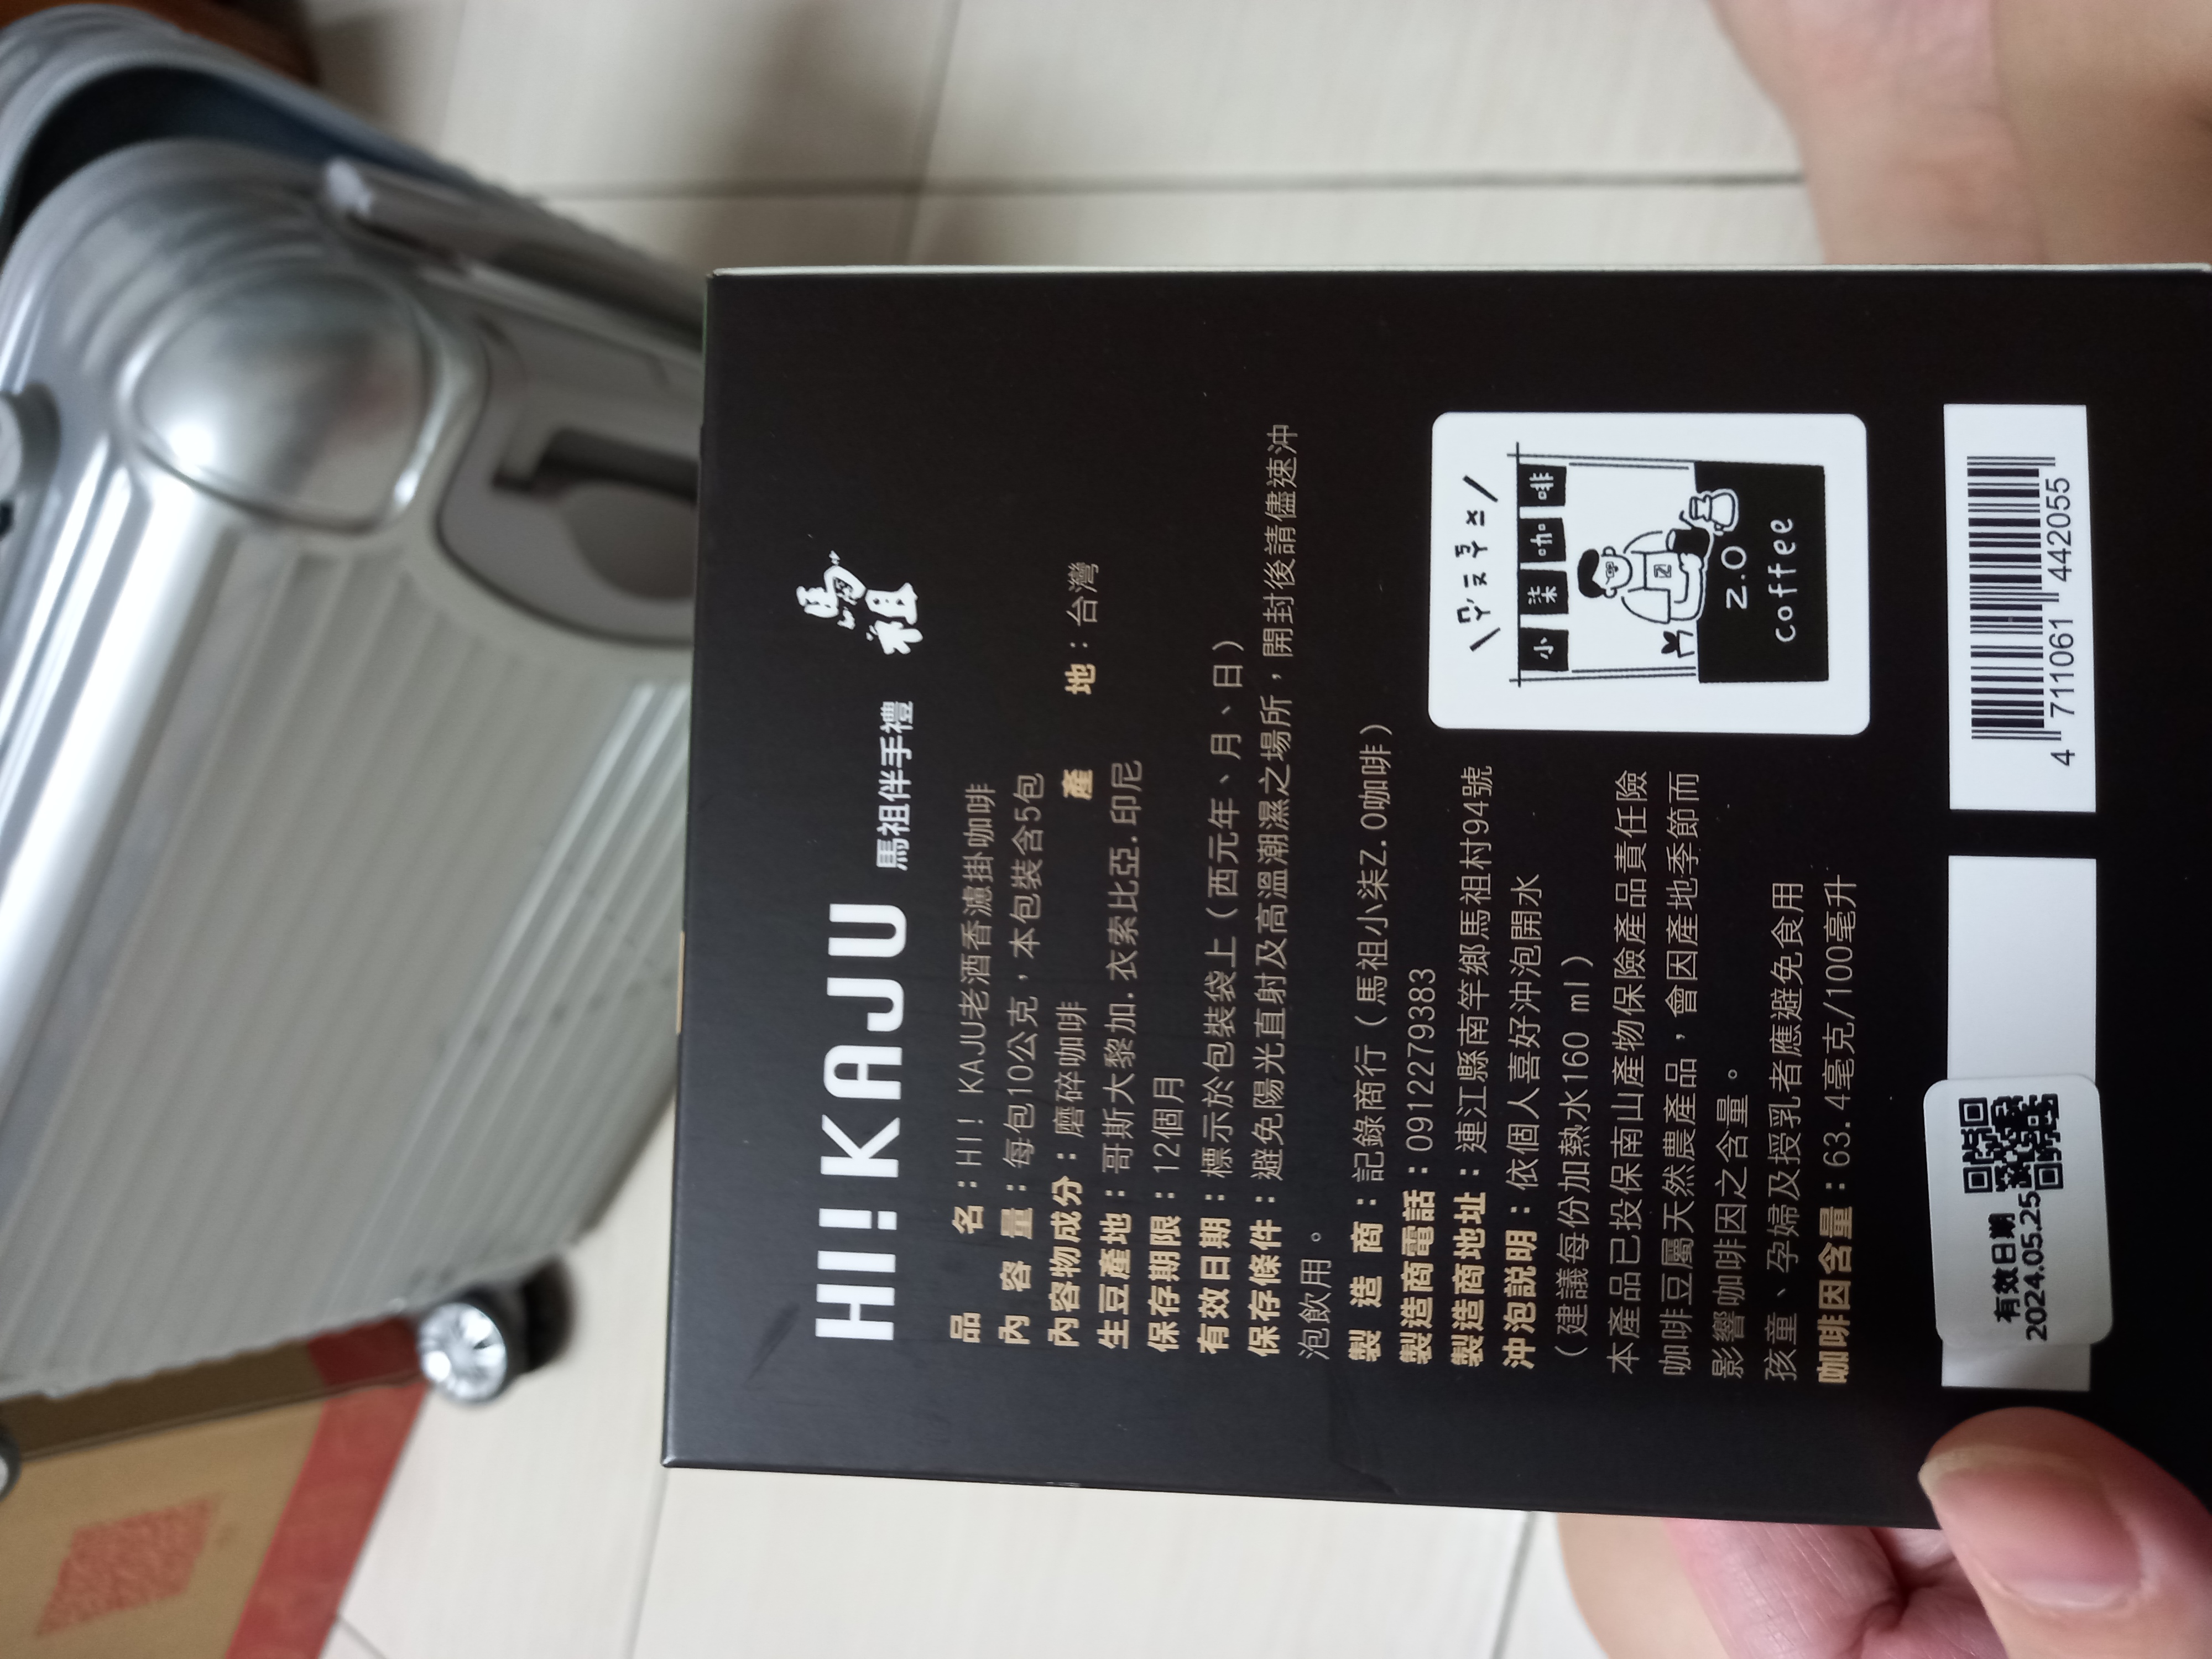 HI! KAJU 馬祖伴手禮 馬祖
品名：HI! KAJU老酒香濾掛咖啡
內容量：每包10公克，本包裝含5包
內容物成分：磨碎咖啡 產地：台灣
生豆產地：哥斯大黎加.衣索比亞.印尼
保存期限：12個月
有效日期：標示於包裝袋上（西元年、月、日）
保存條件：避免陽光直射及高溫潮濕之場所，開封後請儘速沖
泡飲用。
製造商：記錄商行（馬祖小柒2.0咖啡）
製造商電話：0912279383
製造商地址：連江縣南竿鄉馬祖村94號
沖泡說明：依個人喜好沖泡開水
（建議每份加熱水160 ml）
本產品已投保南山產物保險產品責任險
咖啡豆屬天然農產品，會因產地季節而
影響咖啡因之含量。
孩童、孕婦及授乳者應避免食用
咖啡因含量：63.4毫克/100毫升
小柒咖啡
2.0
coffee
有效日期
2024.05.25
4 711061 442055